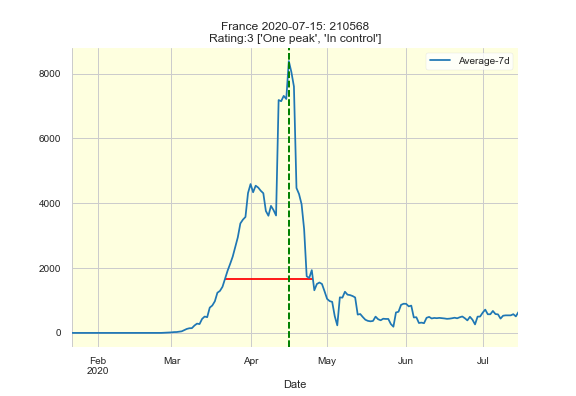 France 2020-07-15: 210568
Rating:3 ['One peak', 'In control']
Average-7d
8000
6000
4000
2000
0
Feb
2020
Mar
Apr
May
Jun
Jul
Date